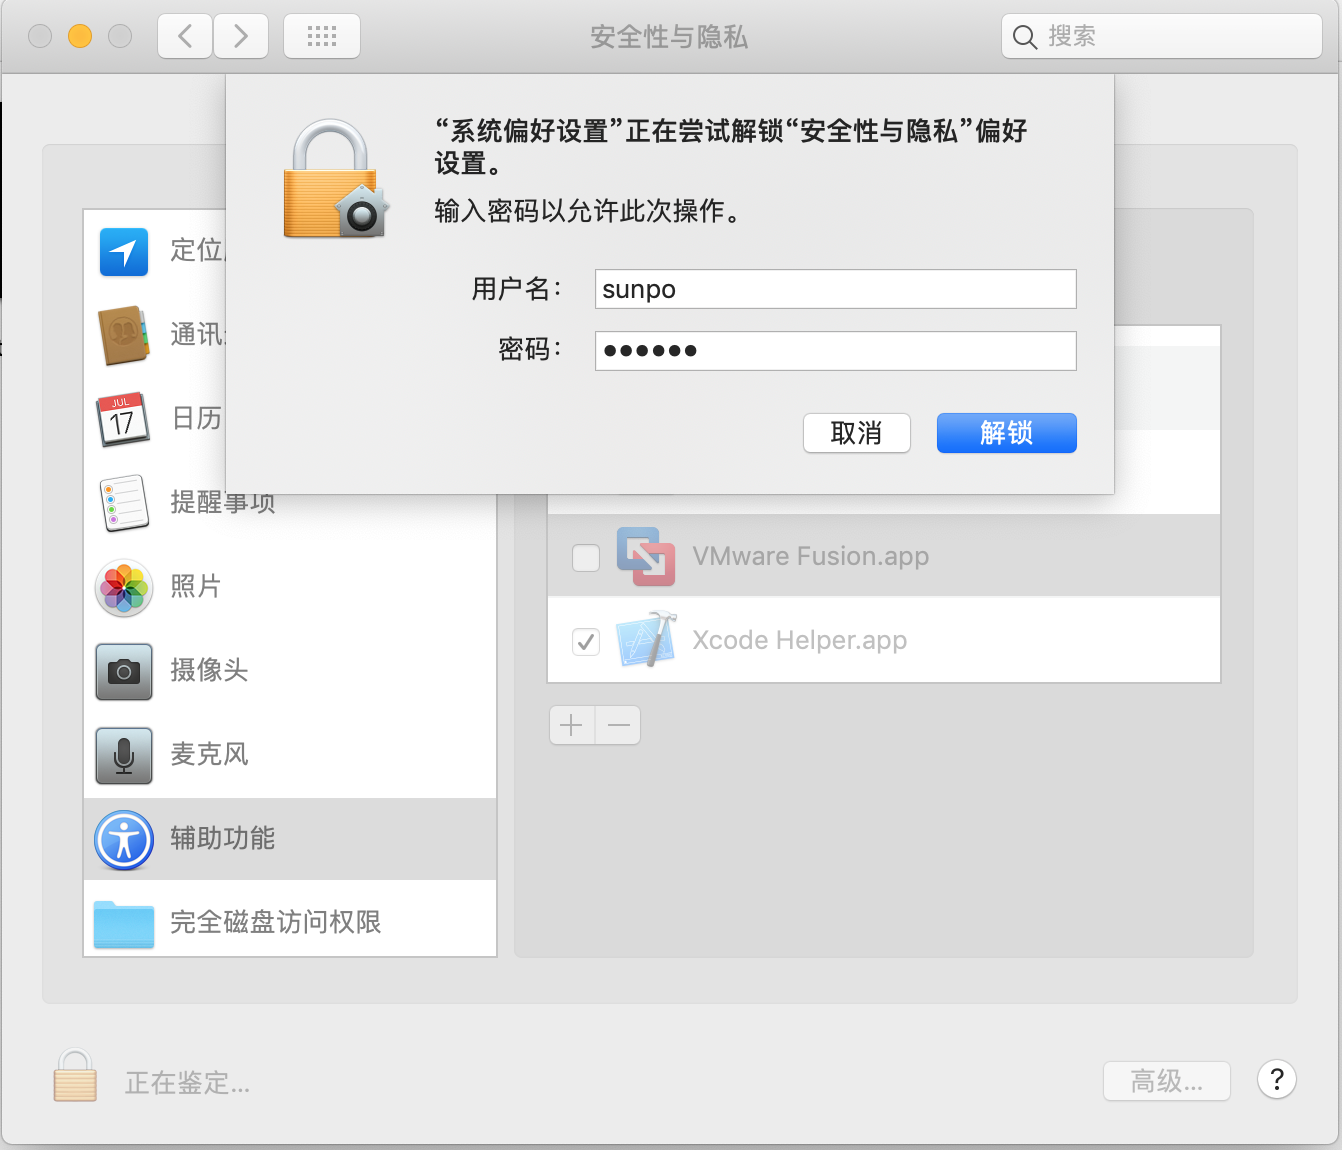 安全性与隐私
搜索
“系统偏好设置”正在尝试解锁“安全性与隐私”偏好
设置。
输入密码以允许此次操作。
用户名：
sunpo
密码：
●●●●●●
取消
解锁
定位
通讯
JUL
17
日历
提醒事项
照片
摄像头
麦克风
辅助功能
完全磁盘访问权限
VMware Fusion.app
Xcode Helper.app
正在鉴定...
高级...
?